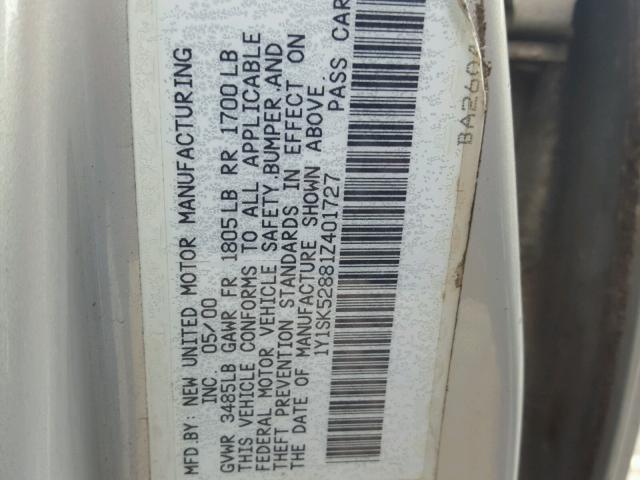 MFD.BY: NEW UNITED MOTOR MANUFACTURING
INC. 05/00
GVWR 3485LB GAWR FR 1805LB RR 1700LB
THIS VEHICLE CONFORMS TO ALL APPLICABLE
FEDERAL MOTOR VEHICLE SAFETY.BUMPER,AND
THEFT PREVENTION STANDARDS IN EFFECT ON
THE DATE OF MANUFACTURE SHOWN ABOVE.
1Y1SK52881Z401727 PASS CAR
BA2604